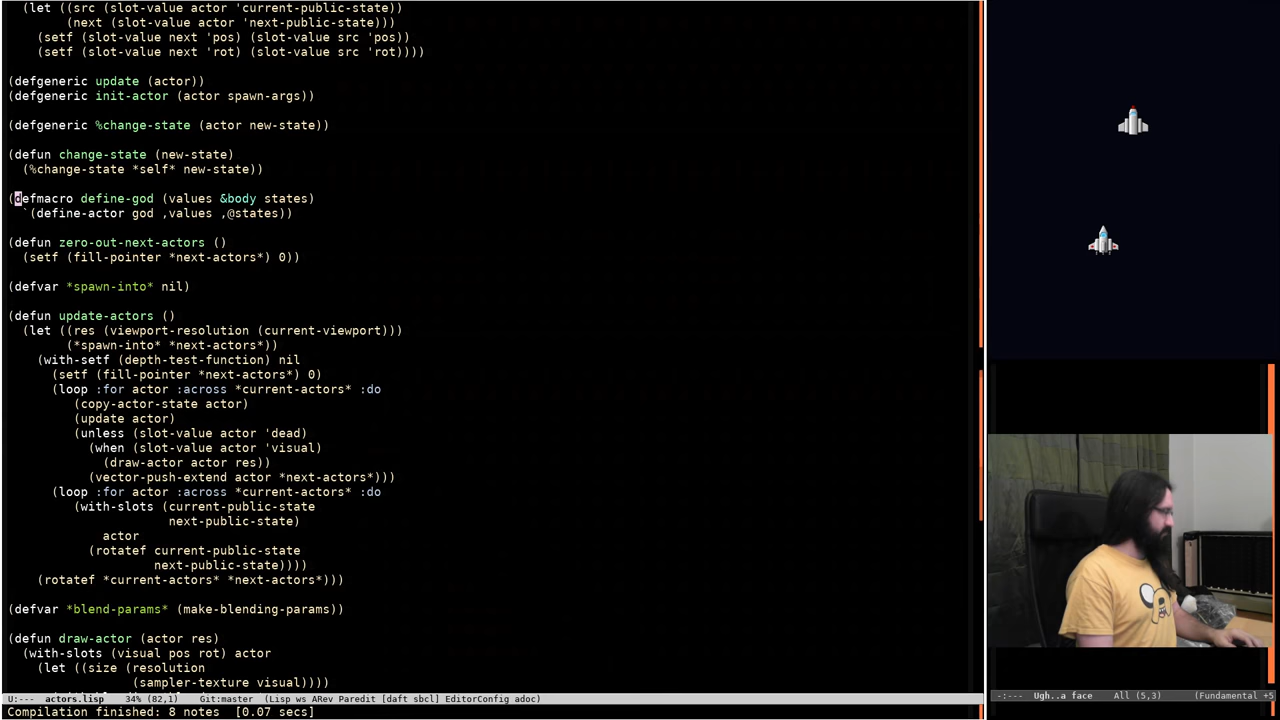 (let ((src (slot-value actor 'current-public-state))
(next (slot-value actor 'next-public-state)))
(setf (slot-value next 'pos) (slot-value src 'pos))
(setf (slot-value next 'rot) (slot-value src 'rot))))
(defgeneric update (actor))
(defgeneric init-actor (actor spawn-args))
(defgeneric %change-state (actor new-state))
(defun change-state (new-state)
(%change-state *self* new-state))
(defmacro define-god (values &body states)
`(define-actor god ,values ,@states))
(defun zero-out-next-actors ()
(setf (fill-pointer *next-actors*) 0))
(defvar *spawn-into* nil)
(defun update-actors ()
(let ((res (viewport-resolution (current-viewport)))
(*spawn-into* *next-actors*))
(with-setf (depth-test-function) nil
(setf (fill-pointer *next-actors*) 0)
(loop :for actor :across *current-actors* :do
(copy-actor-state actor)
(update actor)
(unless (slot-value actor 'dead)
(when (slot-value actor 'visual)
(draw-actor actor res))
(vector-push-extend actor *next-actors*)))
(loop :for actor :across *current-actors* :do
(with-slots (current-public-state
next-public-state)
actor
(rotatef current-public-state
next-public-state))))
(rotatef *current-actors* *next-actors*)))
(defvar *blend-params* (make-blending-params))
(defun draw-actor (actor res)
(with-slots (visual pos rot) actor
(let ((size (resolution
(sampler-texture visual))))
U:--- actors.lisp 34% (82,1) Git:master (Lisp ws ARev Paredit [daft sbcl] EditorConfig adoc)
Compilation finished: 8 notes [0.07 secs]
-:--- Ugh..a face All (5,3) (Fundamental +5